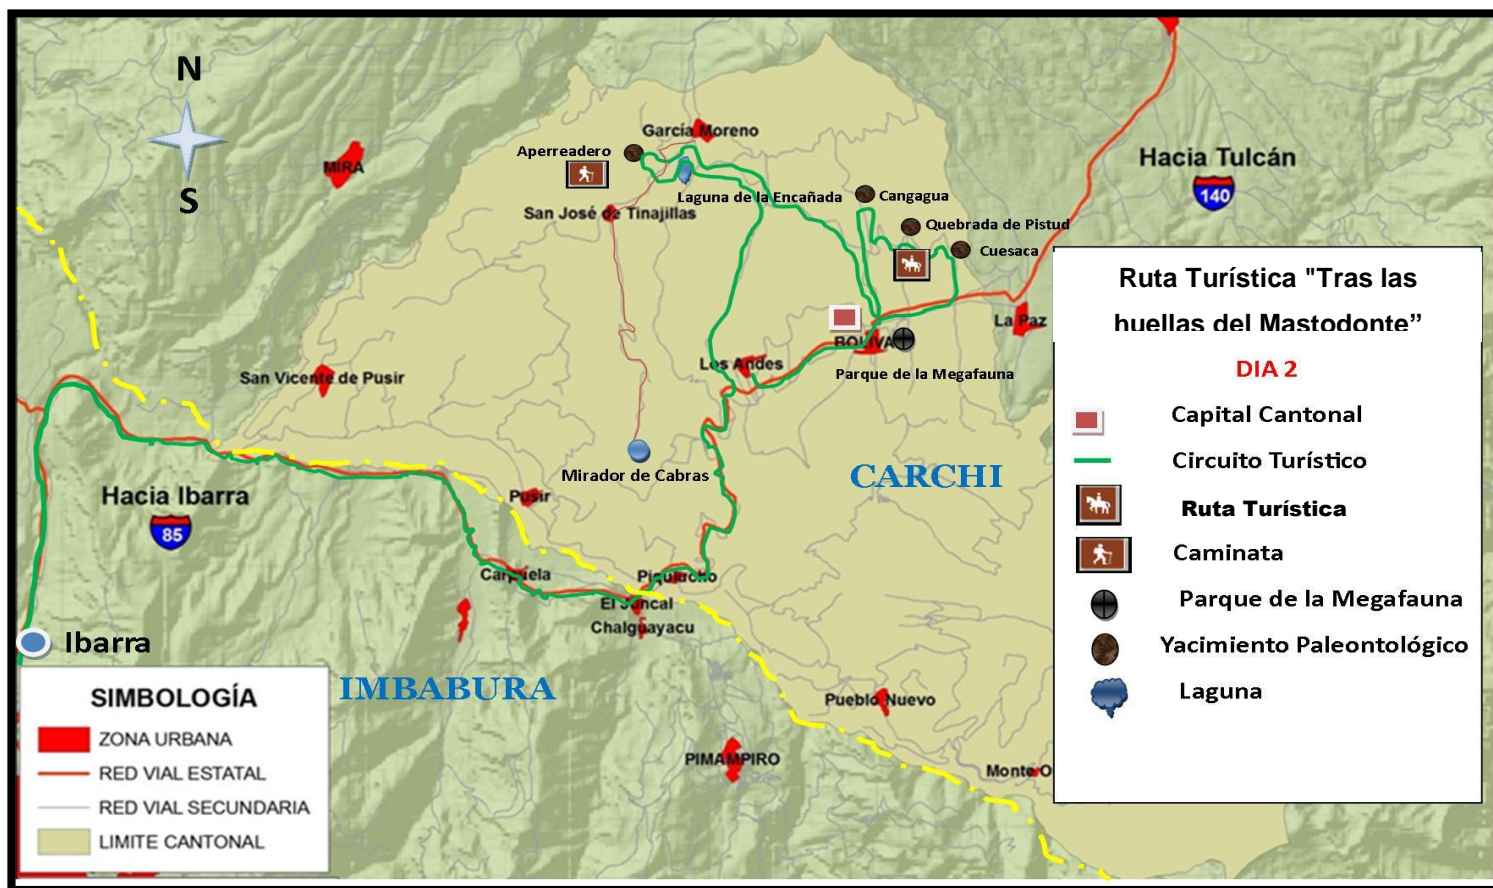 N
S
MIRA
García Moreno
Aperreadero
San José de Tinajillas
Laguna de la Encañada
Cangagua
Quebrada de Pistud
Cuesaca
Hacia Tulcán
140
La Paz
BOLIVA
Parque de la Megafauna
Los Andes
San Vicente de Pusir
Mirador de Cabras
CARCHI
Hacia Ibarra
85
Pusir
Carpuela
Piquiucho
El Juncal
Chalguayacu
Ibarra
IMBABURA
Pueblo Nuevo
PIMAMPIRO
Monte O
Ruta Turística "Tras las
huellas del Mastodonte”
DIA 2
Capital Cantonal
Circuito Turístico
Ruta Turística
Caminata
Parque de la Megafauna
Yacimiento Paleontológico
Laguna
SIMBOLOGÍA
ZONA URBANA
RED VIAL ESTATAL
RED VIAL SECUNDARIA
LIMITE CANTONAL